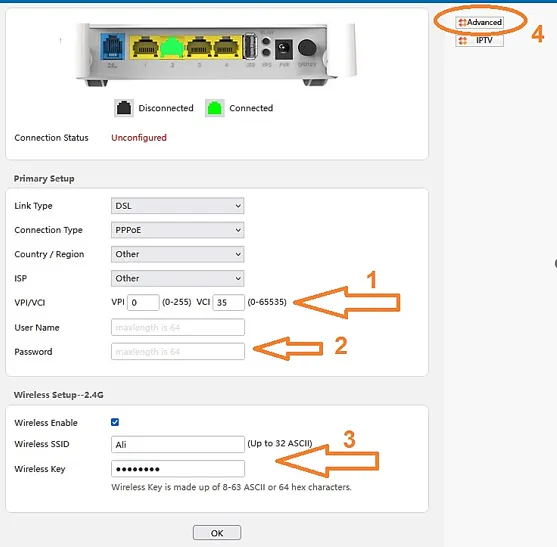 Advanced
4
IPTV
DSL 1 2 3 4 USB WLAN WPS PWR ON/OFF
Disconnected Connected
Connection Status Unconfigured
Primary Setup
Link Type DSL
Connection Type PPPoE
Country / Region Other
ISP Other
1
VPI/VCI VPI 0 (0-255) VCI 35 (0-65535)
User Name maxlength is 64
Password maxlength is 64
2
Wireless Setup--2.4G
Wireless Enable
Wireless SSID Ali (Up to 32 ASCII)
3
Wireless Key ••••••••
Wireless Key is made up of 8-63 ASCII or 64 hex characters.
OK